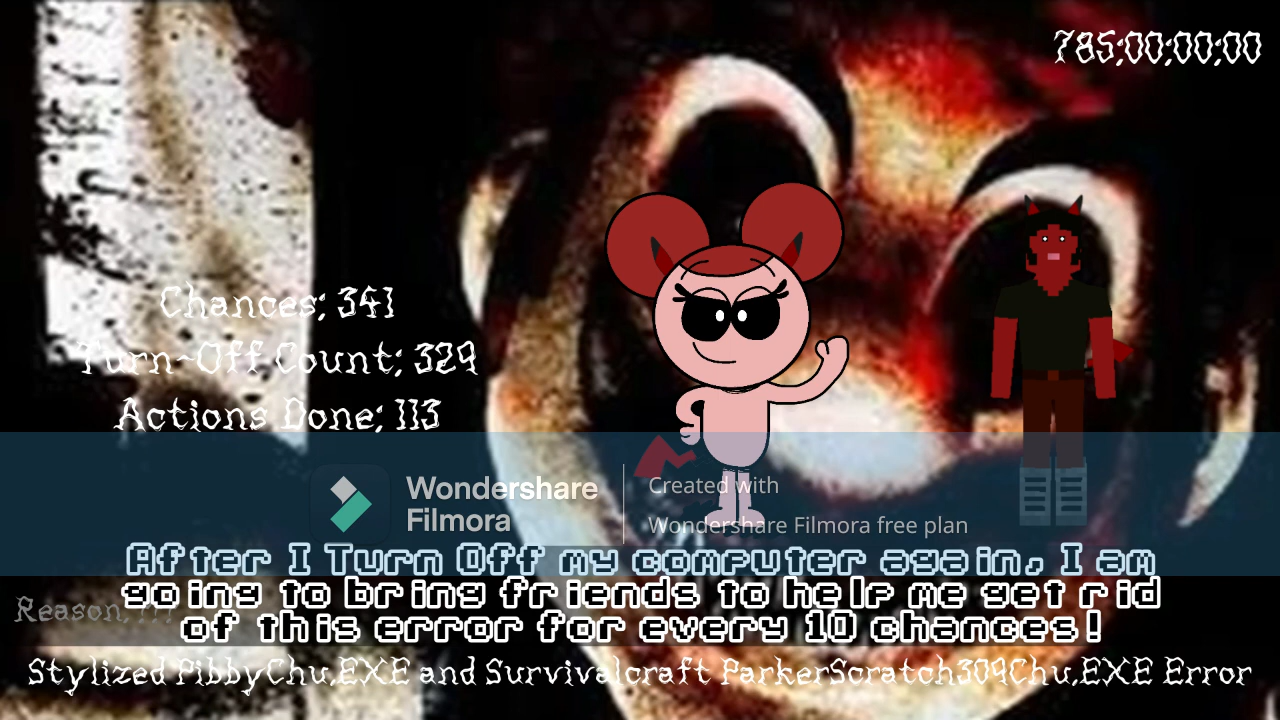 785;00;00;00
Chances; 341
Turn-Off Count; 329
Actions Done; 113
Wondershare
Filmora
Created with
Wondershare Filmora free plan
After I Turn Off my computer again, I am
going to bring friends to help me get rid
of this error for every 10 chances!
Reason;
Stylized PibbyChu,EXE and Survivalcraft ParkerScratch309Chu,EXE Error